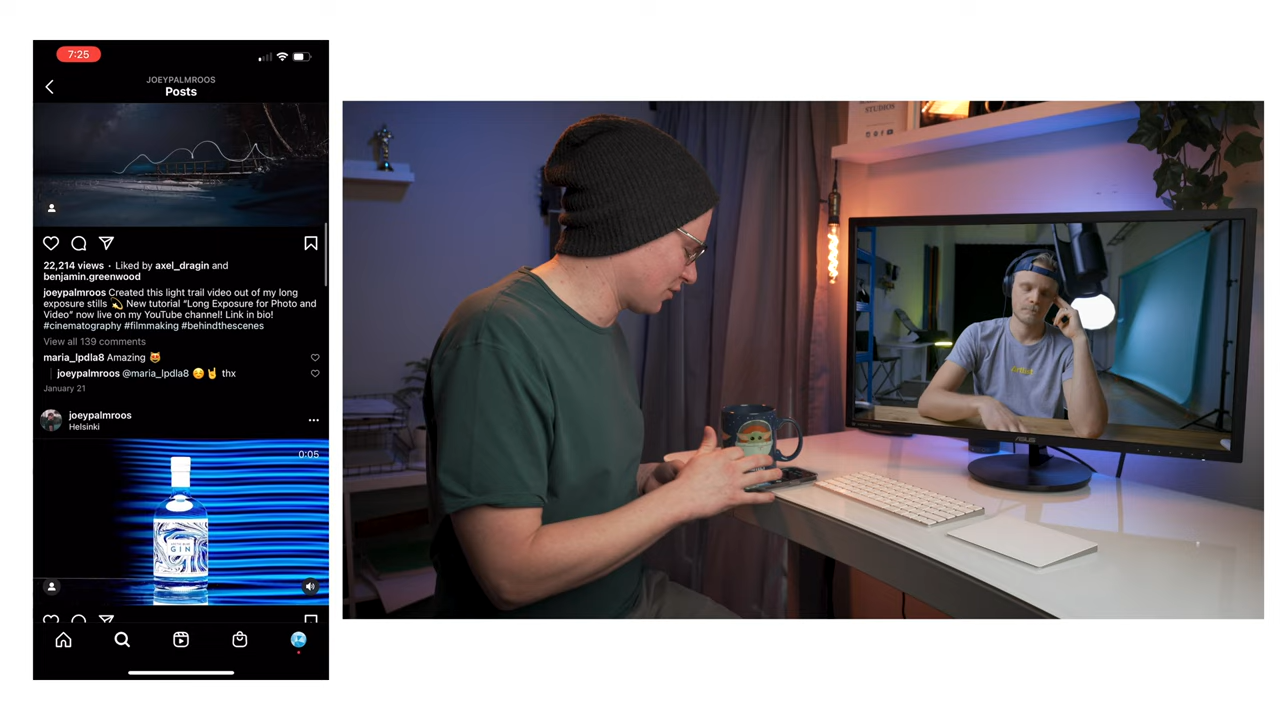 7:25
JOEYPALMROOS
Posts
22,214 views · Liked by axel_dragin and
benjamin.greenwood
joeypalmroos Created this light trail video out of my long
exposure stills 💫 New tutorial “Long Exposure for Photo and
Video” now live on my YouTube channel! Link in bio!
#cinematography #filmmaking #behindthescenes
View all 139 comments
maria_lpdla8 Amazing 😻
joeypalmroos @maria_lpdla8 ☺️🤘 thx
January 21
joeypalmroos
Helsinki
0:05
GIN
STUDIOS
ASUS